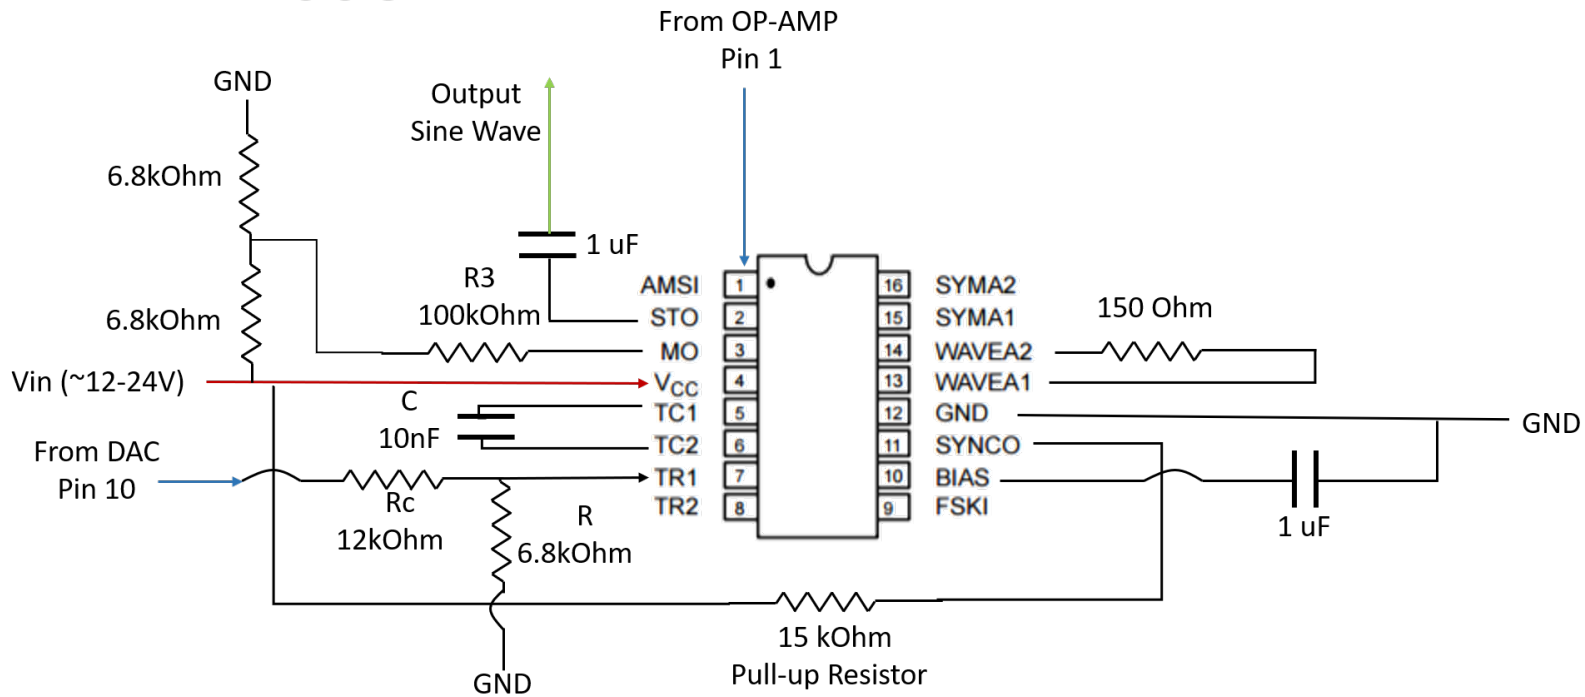 From OP-AMP
Pin 1
GND
Output
Sine Wave
6.8kOhm
1 uF
R3
100kOhm
6.8kOhm
Vin (~12-24V)
C
10nF
From DAC
Pin 10
Rc
12kOhm
R
6.8kOhm
GND
AMSI 1
STO 2
MO 3
VCC 4
TC1 5
TC2 6
TR1 7
TR2 8
16 SYMA2
15 SYMA1
14 WAVEA2
13 WAVEA1
12 GND
11 SYNCO
10 BIAS
9 FSKI
150 Ohm
GND
1 uF
15 kOhm
Pull-up Resistor